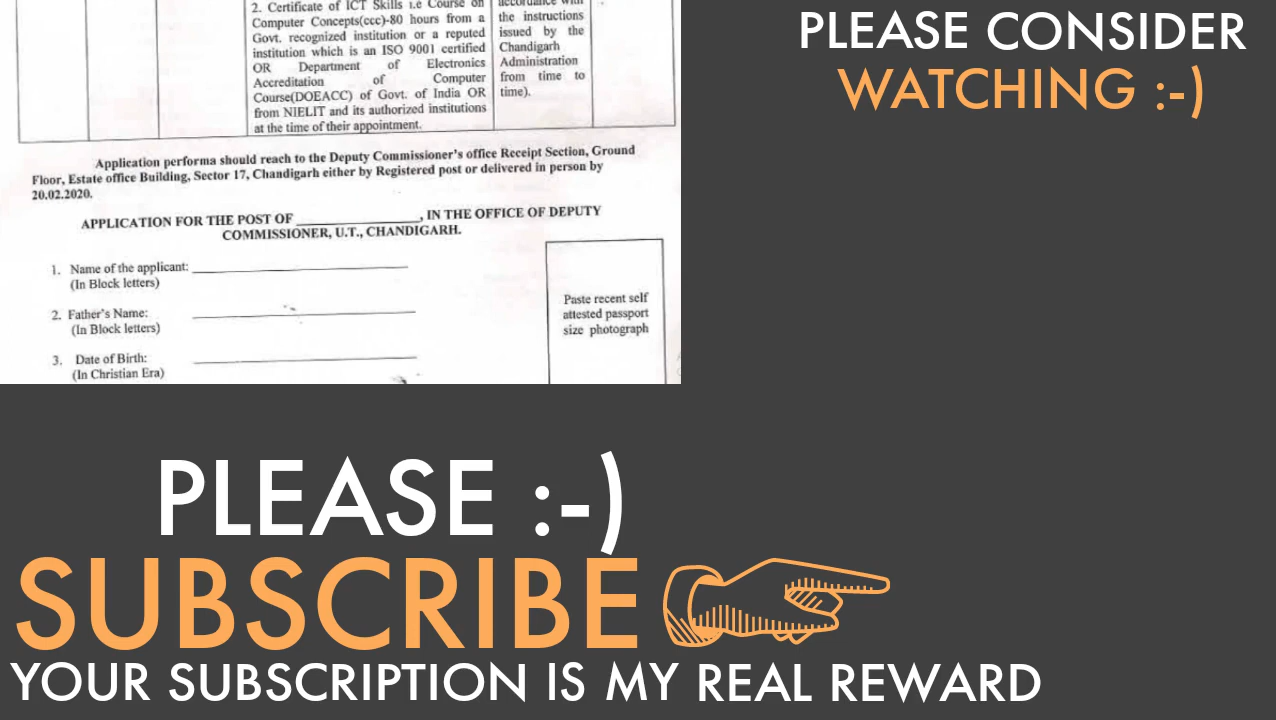 2. Certificate of ICT Skills i.e Course on
Computer Concepts(ccc)-80 hours from a
Govt. recognized institution or a reputed
institution which is an ISO 9001 certified
OR Department of Electronics
Accreditation of Computer
Course(DOEACC) of Govt. of India OR
from NIELIT and its authorized institutions
at the time of their appointment.
accordance with
the instructions
issued by the
Chandigarh
Administration
from time to
time).
Application performa should reach to the Deputy Commissioner's office Receipt Section, Ground
Floor, Estate office Building, Sector 17, Chandigarh either by Registered post or delivered in person by
20.02.2020.
APPLICATION FOR THE POST OF ____________________, IN THE OFFICE OF DEPUTY
COMMISSIONER, U.T., CHANDIGARH.
1. Name of the applicant: ____________________
(In Block letters)
2. Father's Name: ____________________
(In Block letters)
3. Date of Birth: ____________________
(In Christian Era)
Paste recent self
attested passport
size photograph
PLEASE CONSIDER
WATCHING :-)
PLEASE :-)
SUBSCRIBE
YOUR SUBSCRIPTION IS MY REAL REWARD